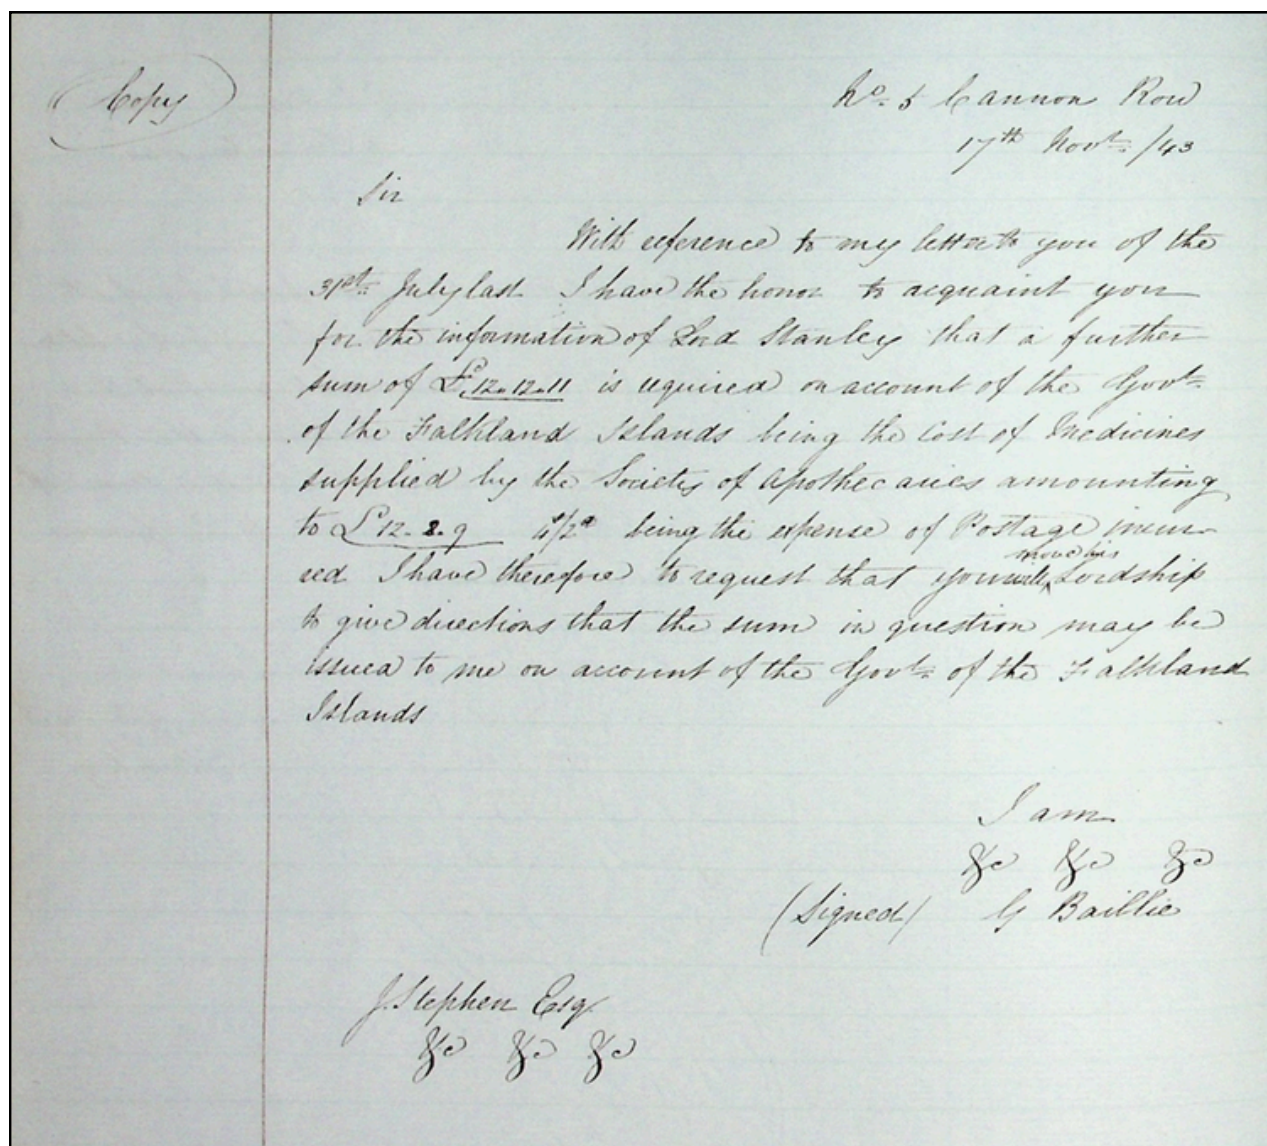 Copy
No. 5 Cannon Row
17th Novr. /43
Sir
With reference to my letter to you of the
31st. July last I have the honor to acquaint you
for the information of Lord Stanley that a further
sum of £12.12.11 is required on account of the Govt.
of the Falkland Islands being the Cost of Medicines
supplied by the Society of Apothecaries amounting
to £12.8.9 4s/2d being the expense of Postage incur-
red I have therefore to request that you will move his Lordship
to give directions that the sum in question may be
issued to me on account of the Govt. of the Falkland
Islands
I am
&c &c &c
(Signed) G Baillie
J. Stephen Esq.
&c &c &c